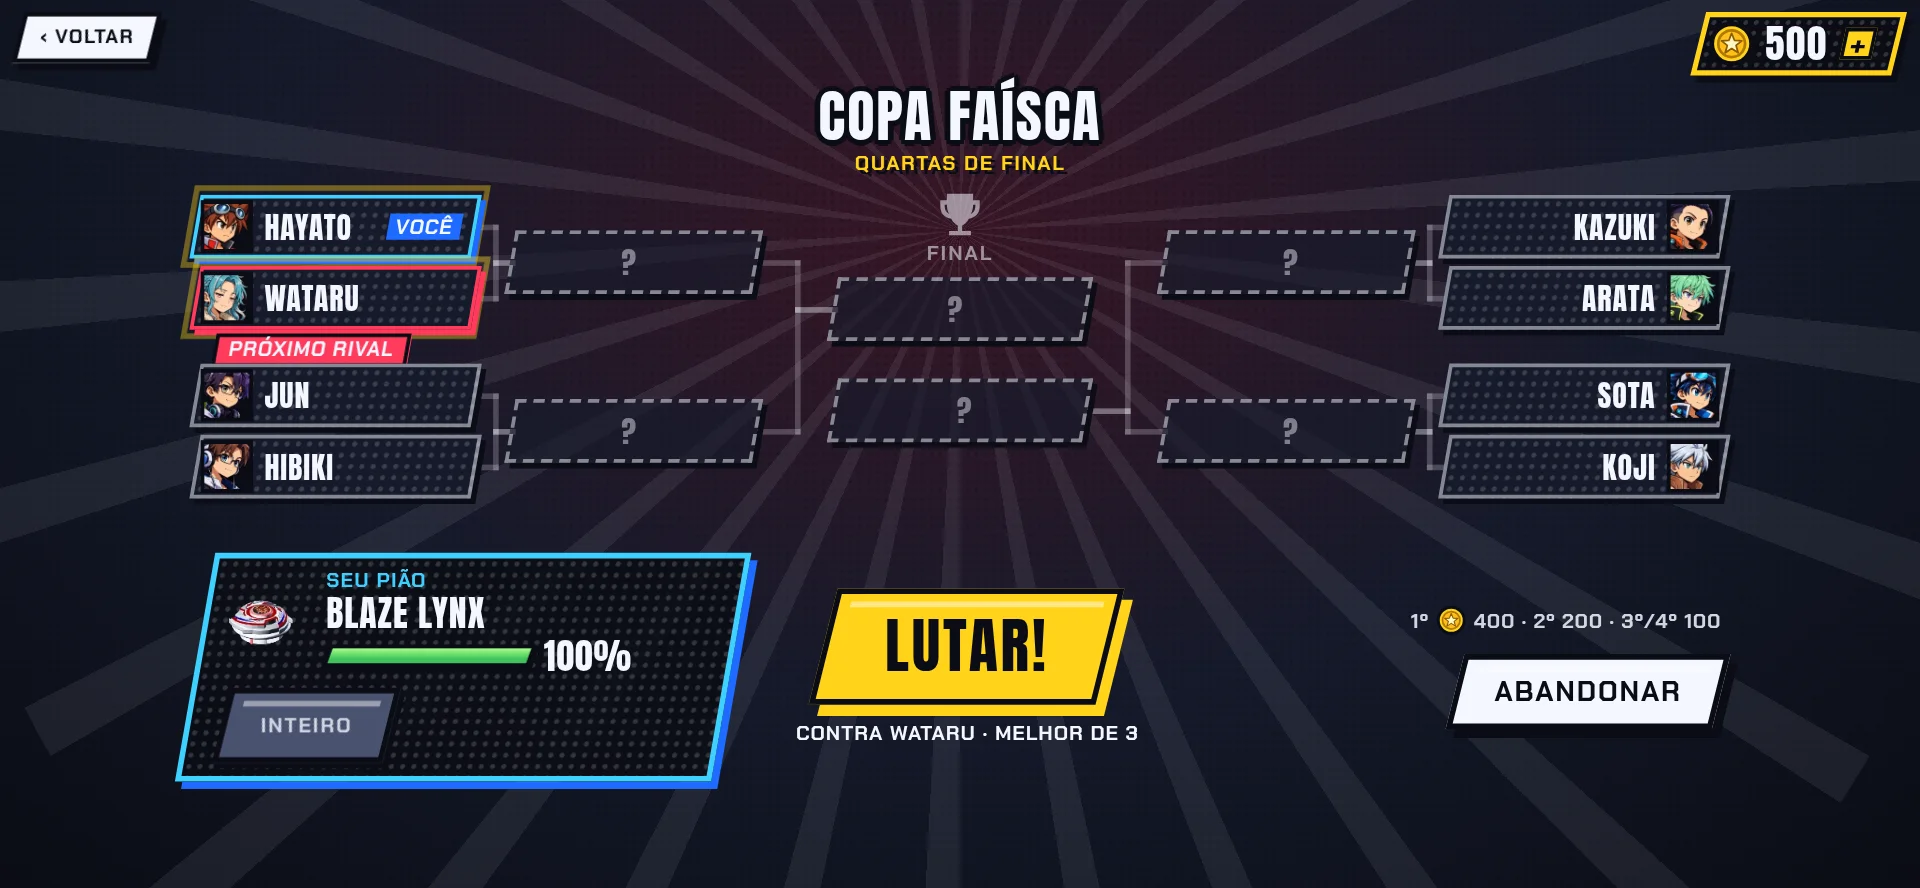 ‹ VOLTAR
500 +
COPA FAÍSCA
QUARTAS DE FINAL
HAYATO VOCÊ
WATARU
PRÓXIMO RIVAL
JUN
HIBIKI
?
?
FINAL
?
?
?
?
KAZUKI
ARATA
SOTA
KOJI
SEU PIÃO
BLAZE LYNX
100%
INTEIRO
LUTAR!
CONTRA WATARU · MELHOR DE 3
1º 400 · 2º 200 · 3º/4º 100
ABANDONAR